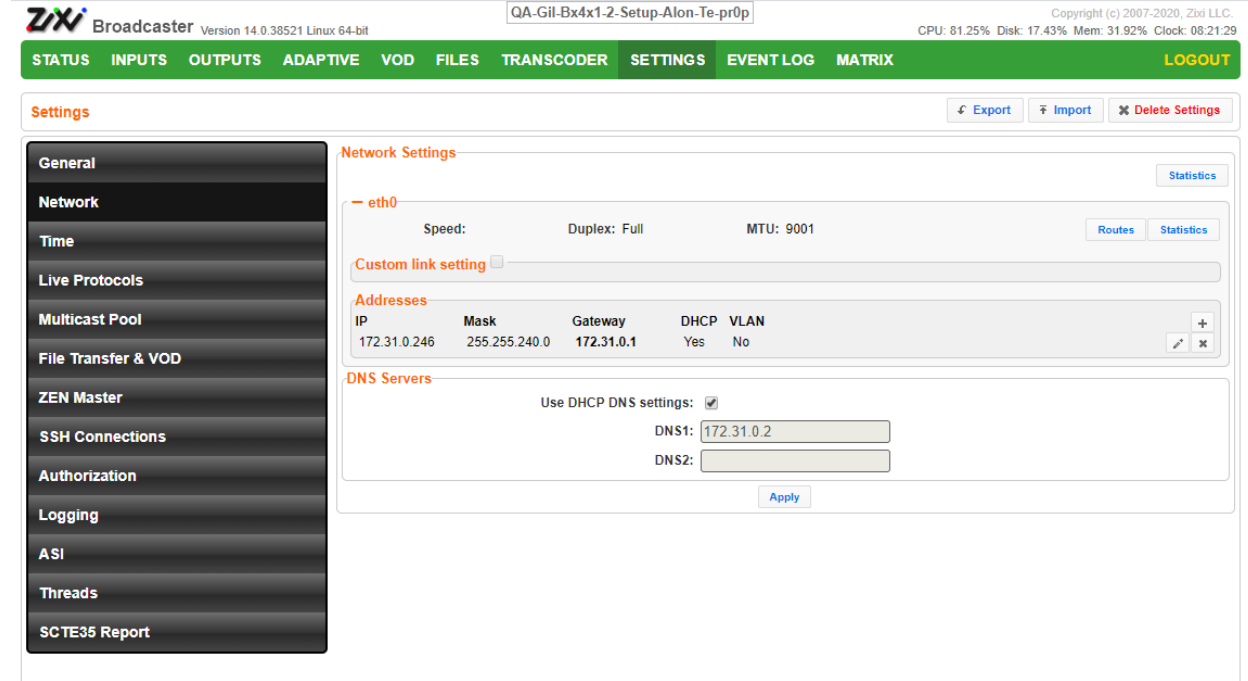 QA-Gil-Bx4x1-2-Setup-Alon-Te-pr0p
Copyright (c) 2007-2020, Zixi LLC.
ZiXi Broadcaster Version 14.0.38521 Linux 64-bit
CPU: 81.25% Disk: 17.43% Mem: 31.92% Clock: 08:21:29
STATUS INPUTS OUTPUTS ADAPTIVE VOD FILES TRANSCODER SETTINGS EVENT LOG MATRIX LOGOUT
Settings
Export Import Delete Settings
General
Network
Time
Live Protocols
Multicast Pool
File Transfer & VOD
ZEN Master
SSH Connections
Authorization
Logging
ASI
Threads
SCTE35 Report
Network Settings
Statistics
eth0
Speed: Duplex: Full MTU: 9001 Routes Statistics
Custom link setting
Addresses
IP Mask Gateway DHCP VLAN
172.31.0.246 255.255.240.0 172.31.0.1 Yes No
DNS Servers
Use DHCP DNS settings:
DNS1: 172.31.0.2
DNS2:
Apply